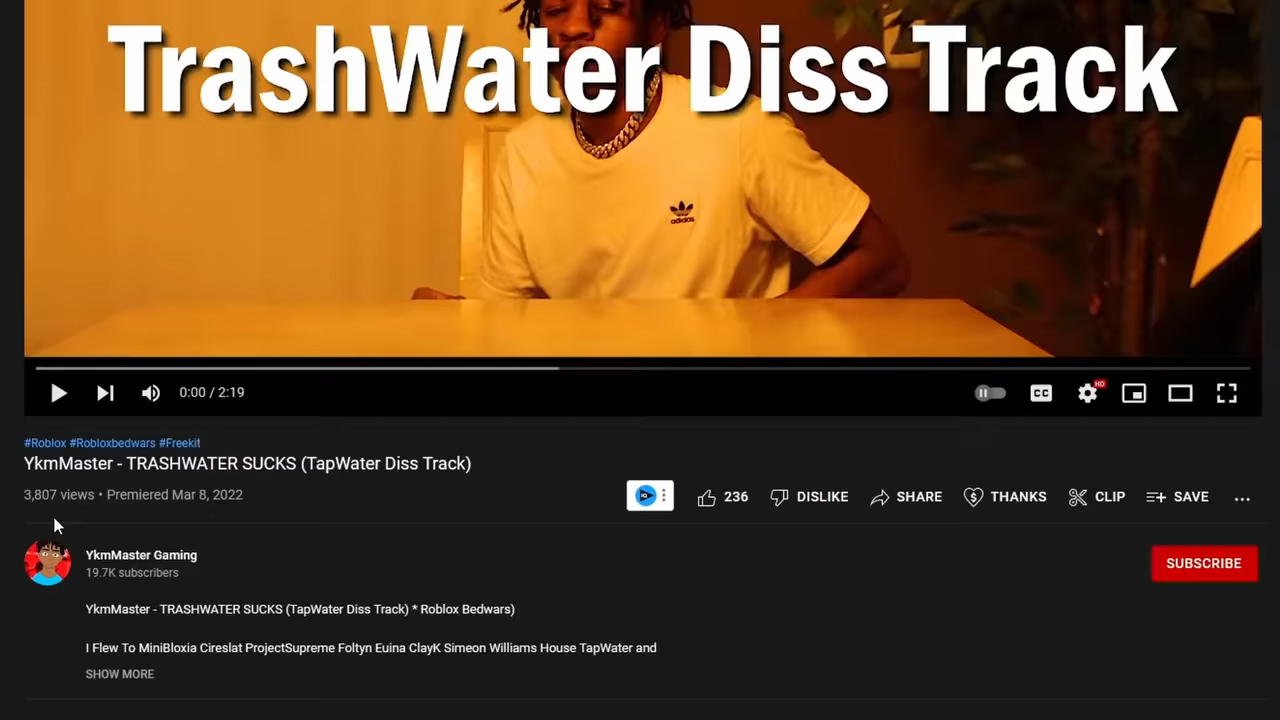 TrashWater Diss Track
adidas
0:00 / 2:19
CC
HD
#Roblox #Robloxbedwars #Freekit
YkmMaster - TRASHWATER SUCKS (TapWater Diss Track)
3,807 views • Premiered Mar 8, 2022
236 DISLIKE SHARE THANKS CLIP SAVE ...
YkmMaster Gaming
19.7K subscribers
SUBSCRIBE
YkmMaster - TRASHWATER SUCKS (TapWater Diss Track) * Roblox Bedwars)
I Flew To MiniBloxia Cireslat ProjectSupreme Foltyn Euina ClayK Simeon Williams House TapWater and
SHOW MORE